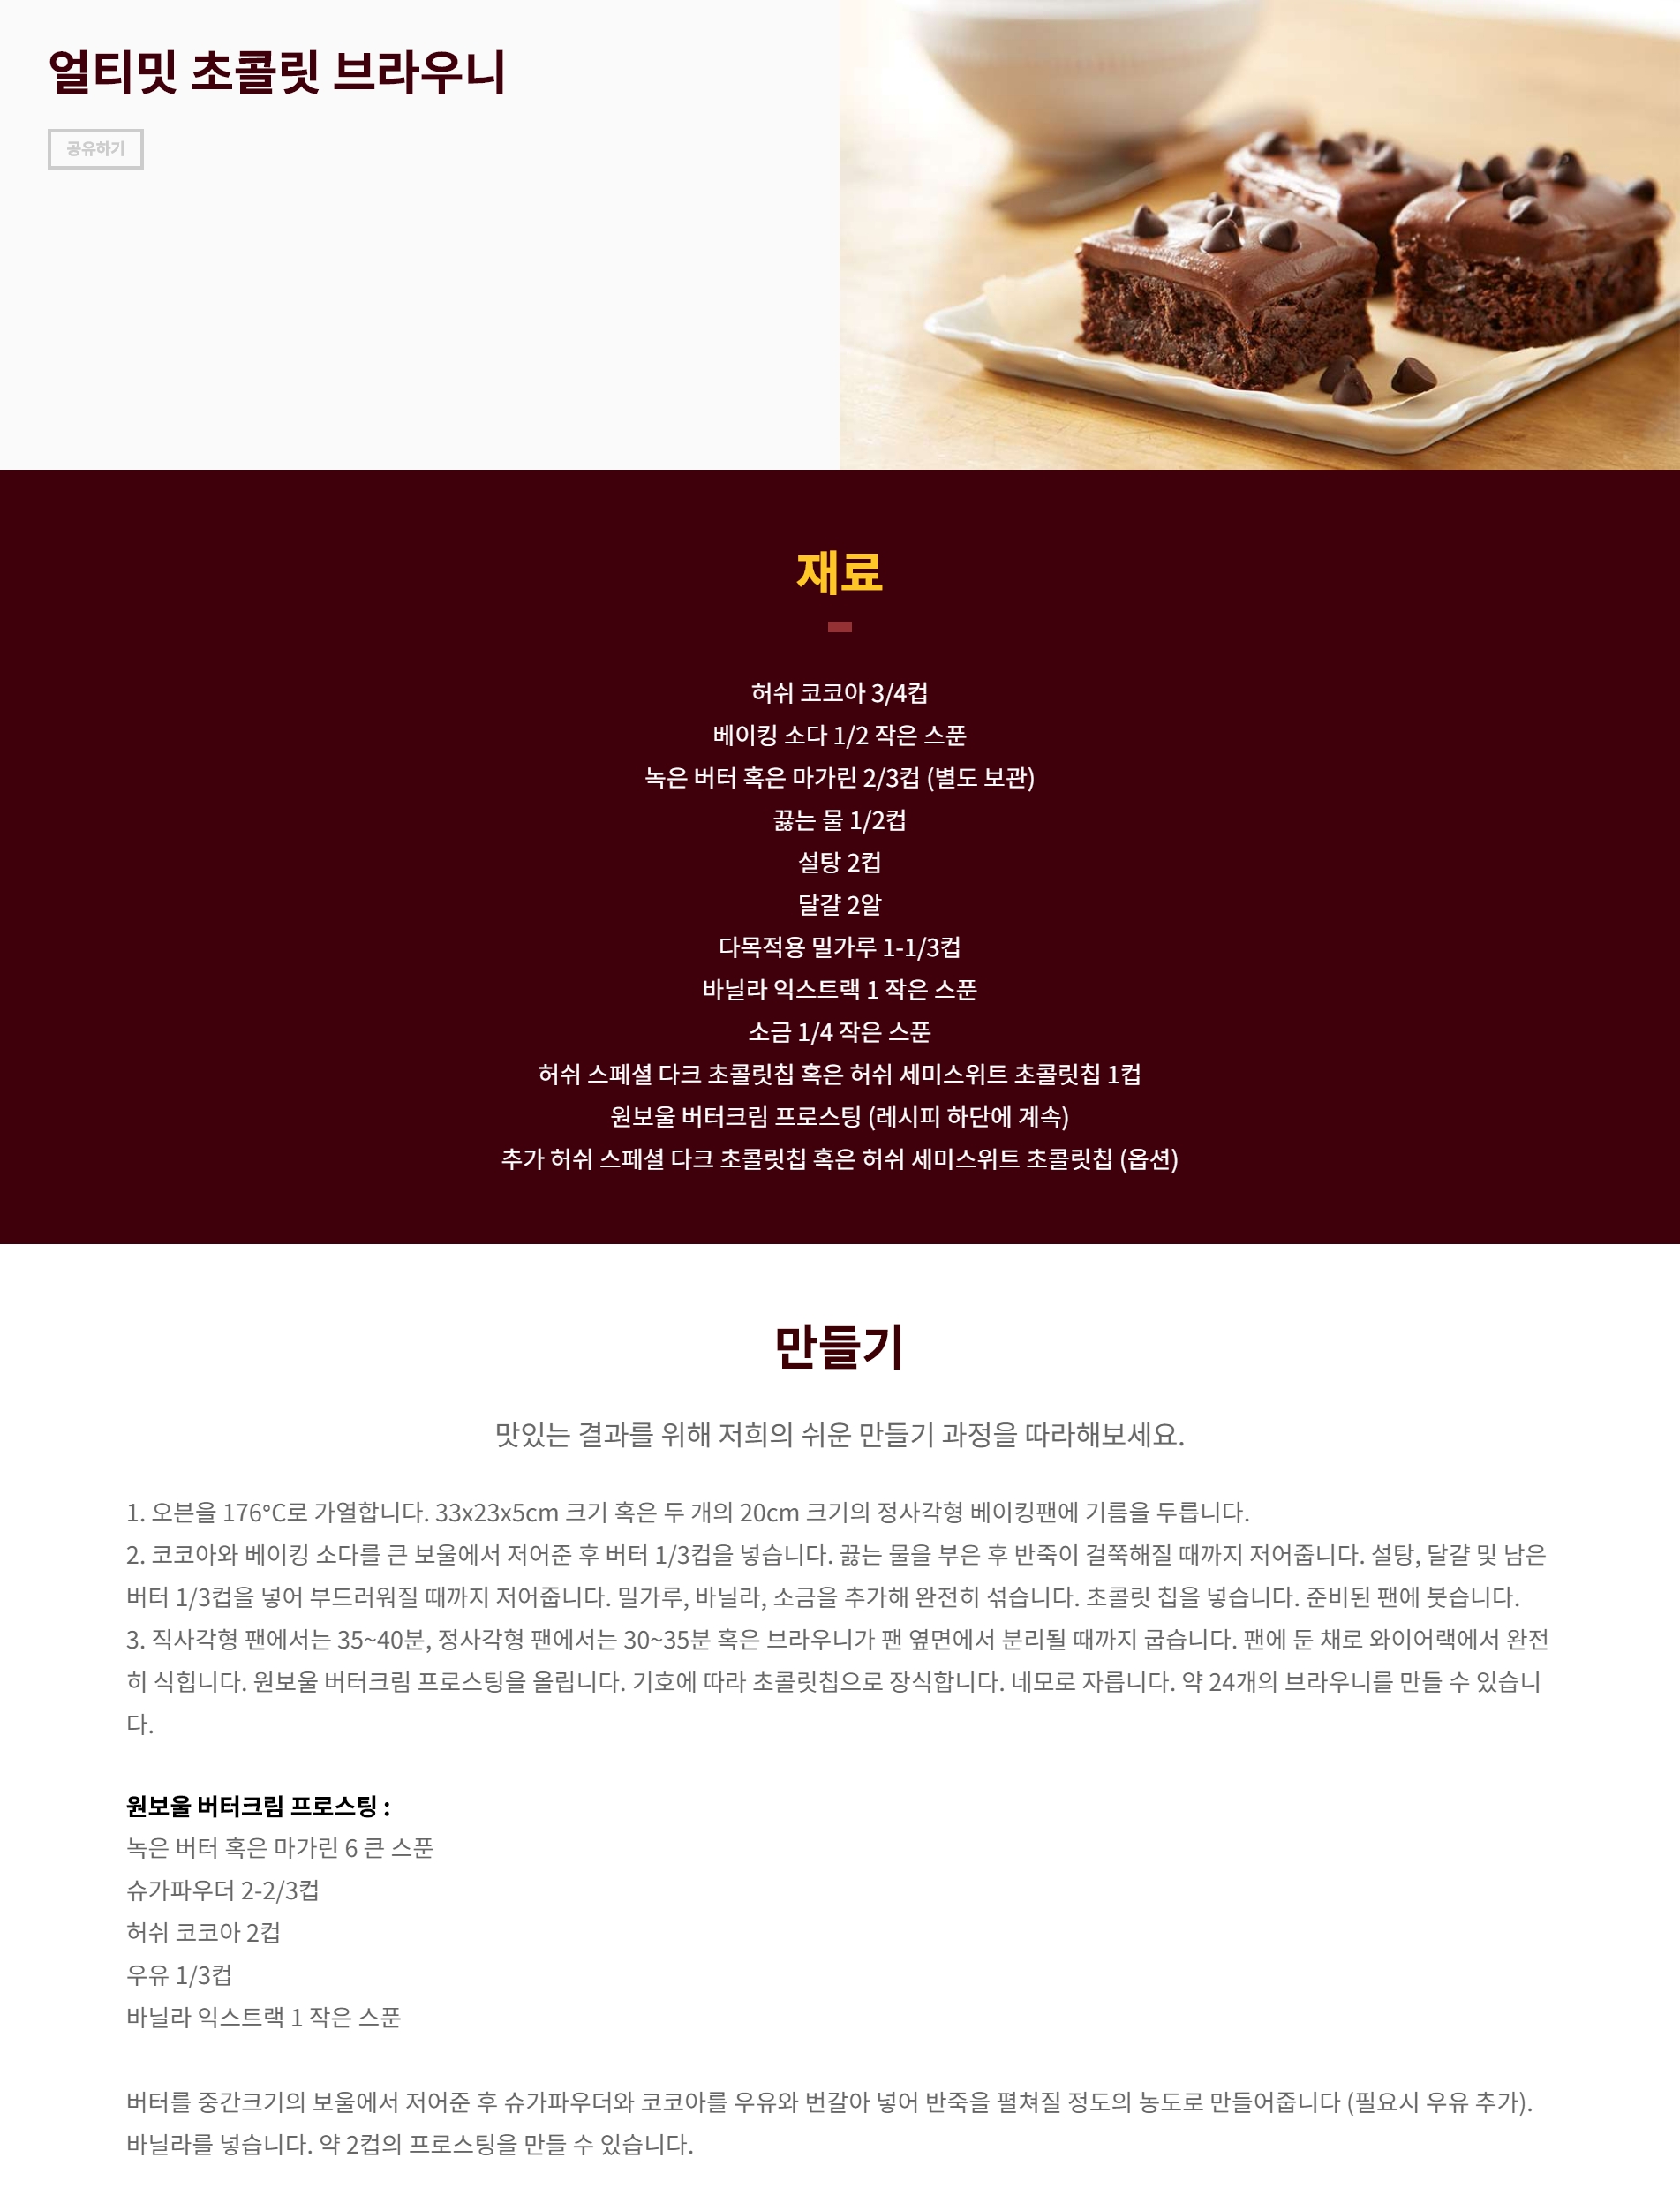 얼티밋 초콜릿 브라우니
공유하기
재료
허쉬 코코아 3/4컵
베이킹 소다 1/2 작은 스푼
녹은 버터 혹은 마가린 2/3컵 (별도 보관)
끓는 물 1/2컵
설탕 2컵
달걀 2알
다목적용 밀가루 1-1/3컵
바닐라 익스트랙 1 작은 스푼
소금 1/4 작은 스푼
허쉬 스페셜 다크 초콜릿칩 혹은 허쉬 세미스위트 초콜릿칩 1컵
원보울 버터크림 프로스팅 (레시피 하단에 계속)
추가 허쉬 스페셜 다크 초콜릿칩 혹은 허쉬 세미스위트 초콜릿칩 (옵션)
만들기
맛있는 결과를 위해 저희의 쉬운 만들기 과정을 따라해보세요.
1. 오븐을 176°C로 가열합니다. 33x23x5cm 크기 혹은 두 개의 20cm 크기의 정사각형 베이킹팬에 기름을 두릅니다.
2. 코코아와 베이킹 소다를 큰 보울에서 저어준 후 버터 1/3컵을 넣습니다. 끓는 물을 부은 후 반죽이 걸쭉해질 때까지 저어줍니다. 설탕, 달걀 및 남은
버터 1/3컵을 넣어 부드러워질 때까지 저어줍니다. 밀가루, 바닐라, 소금을 추가해 완전히 섞습니다. 초콜릿 칩을 넣습니다. 준비된 팬에 붓습니다.
3. 직사각형 팬에서는 35~40분, 정사각형 팬에서는 30~35분 혹은 브라우니가 팬 옆면에서 분리될 때까지 굽습니다. 팬에 둔 채로 와이어랙에서 완전
히 식힙니다. 원보울 버터크림 프로스팅을 올립니다. 기호에 따라 초콜릿칩으로 장식합니다. 네모로 자릅니다. 약 24개의 브라우니를 만들 수 있습니
다.
원보울 버터크림 프로스팅 :
녹은 버터 혹은 마가린 6 큰 스푼
슈가파우더 2-2/3컵
허쉬 코코아 2컵
우유 1/3컵
바닐라 익스트랙 1 작은 스푼
버터를 중간크기의 보울에서 저어준 후 슈가파우더와 코코아를 우유와 번갈아 넣어 반죽을 펼쳐질 정도의 농도로 만들어줍니다 (필요시 우유 추가).
바닐라를 넣습니다. 약 2컵의 프로스팅을 만들 수 있습니다.